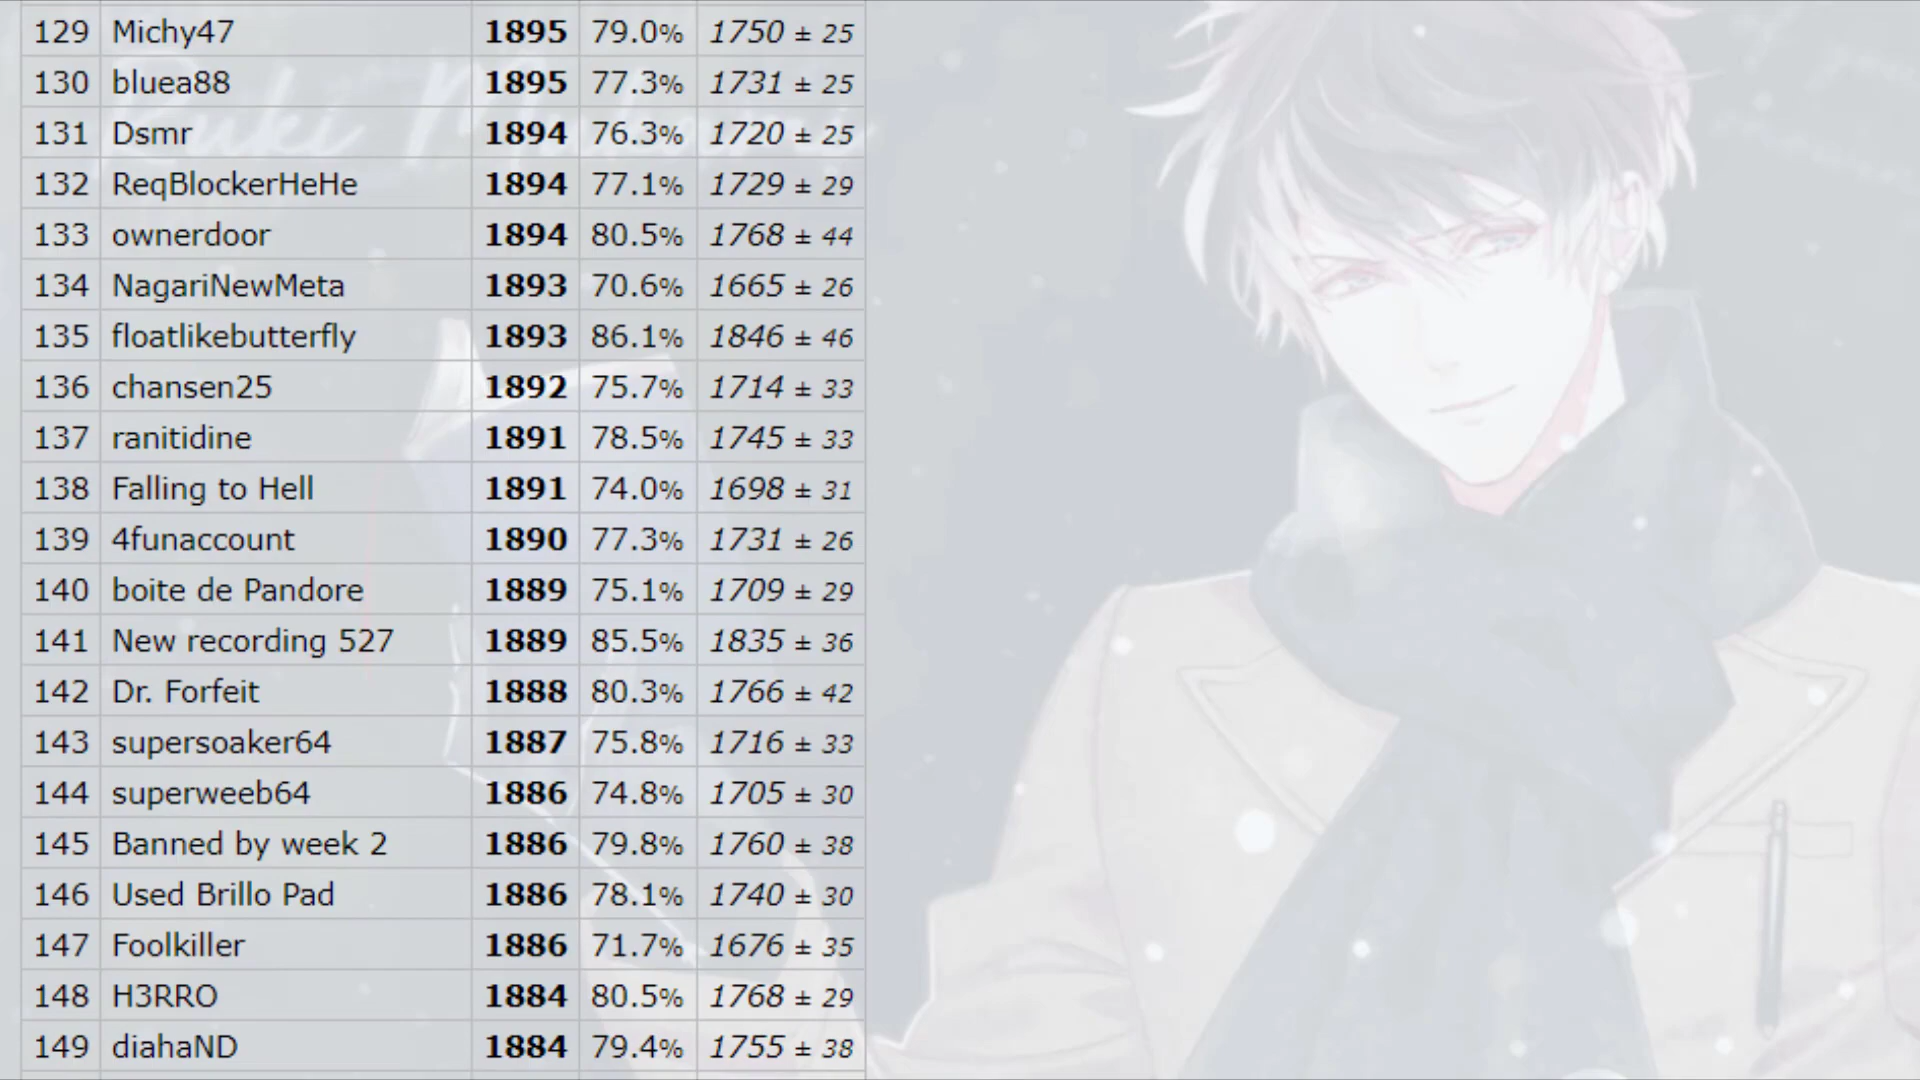 129 Michy47 1895 79.0% 1750 ± 25
130 bluea88 1895 77.3% 1731 ± 25
131 Dsmr 1894 76.3% 1720 ± 25
132 ReqBlockerHeHe 1894 77.1% 1729 ± 29
133 ownerdoor 1894 80.5% 1768 ± 44
134 NagariNewMeta 1893 70.6% 1665 ± 26
135 floatlikebutterfly 1893 86.1% 1846 ± 46
136 chansen25 1892 75.7% 1714 ± 33
137 ranitidine 1891 78.5% 1745 ± 33
138 Falling to Hell 1891 74.0% 1698 ± 31
139 4funaccount 1890 77.3% 1731 ± 26
140 boite de Pandore 1889 75.1% 1709 ± 29
141 New recording 527 1889 85.5% 1835 ± 36
142 Dr. Forfeit 1888 80.3% 1766 ± 42
143 supersoaker64 1887 75.8% 1716 ± 33
144 superweeb64 1886 74.8% 1705 ± 30
145 Banned by week 2 1886 79.8% 1760 ± 38
146 Used Brillo Pad 1886 78.1% 1740 ± 30
147 Foolkiller 1886 71.7% 1676 ± 35
148 H3RRO 1884 80.5% 1768 ± 29
149 diahaND 1884 79.4% 1755 ± 38